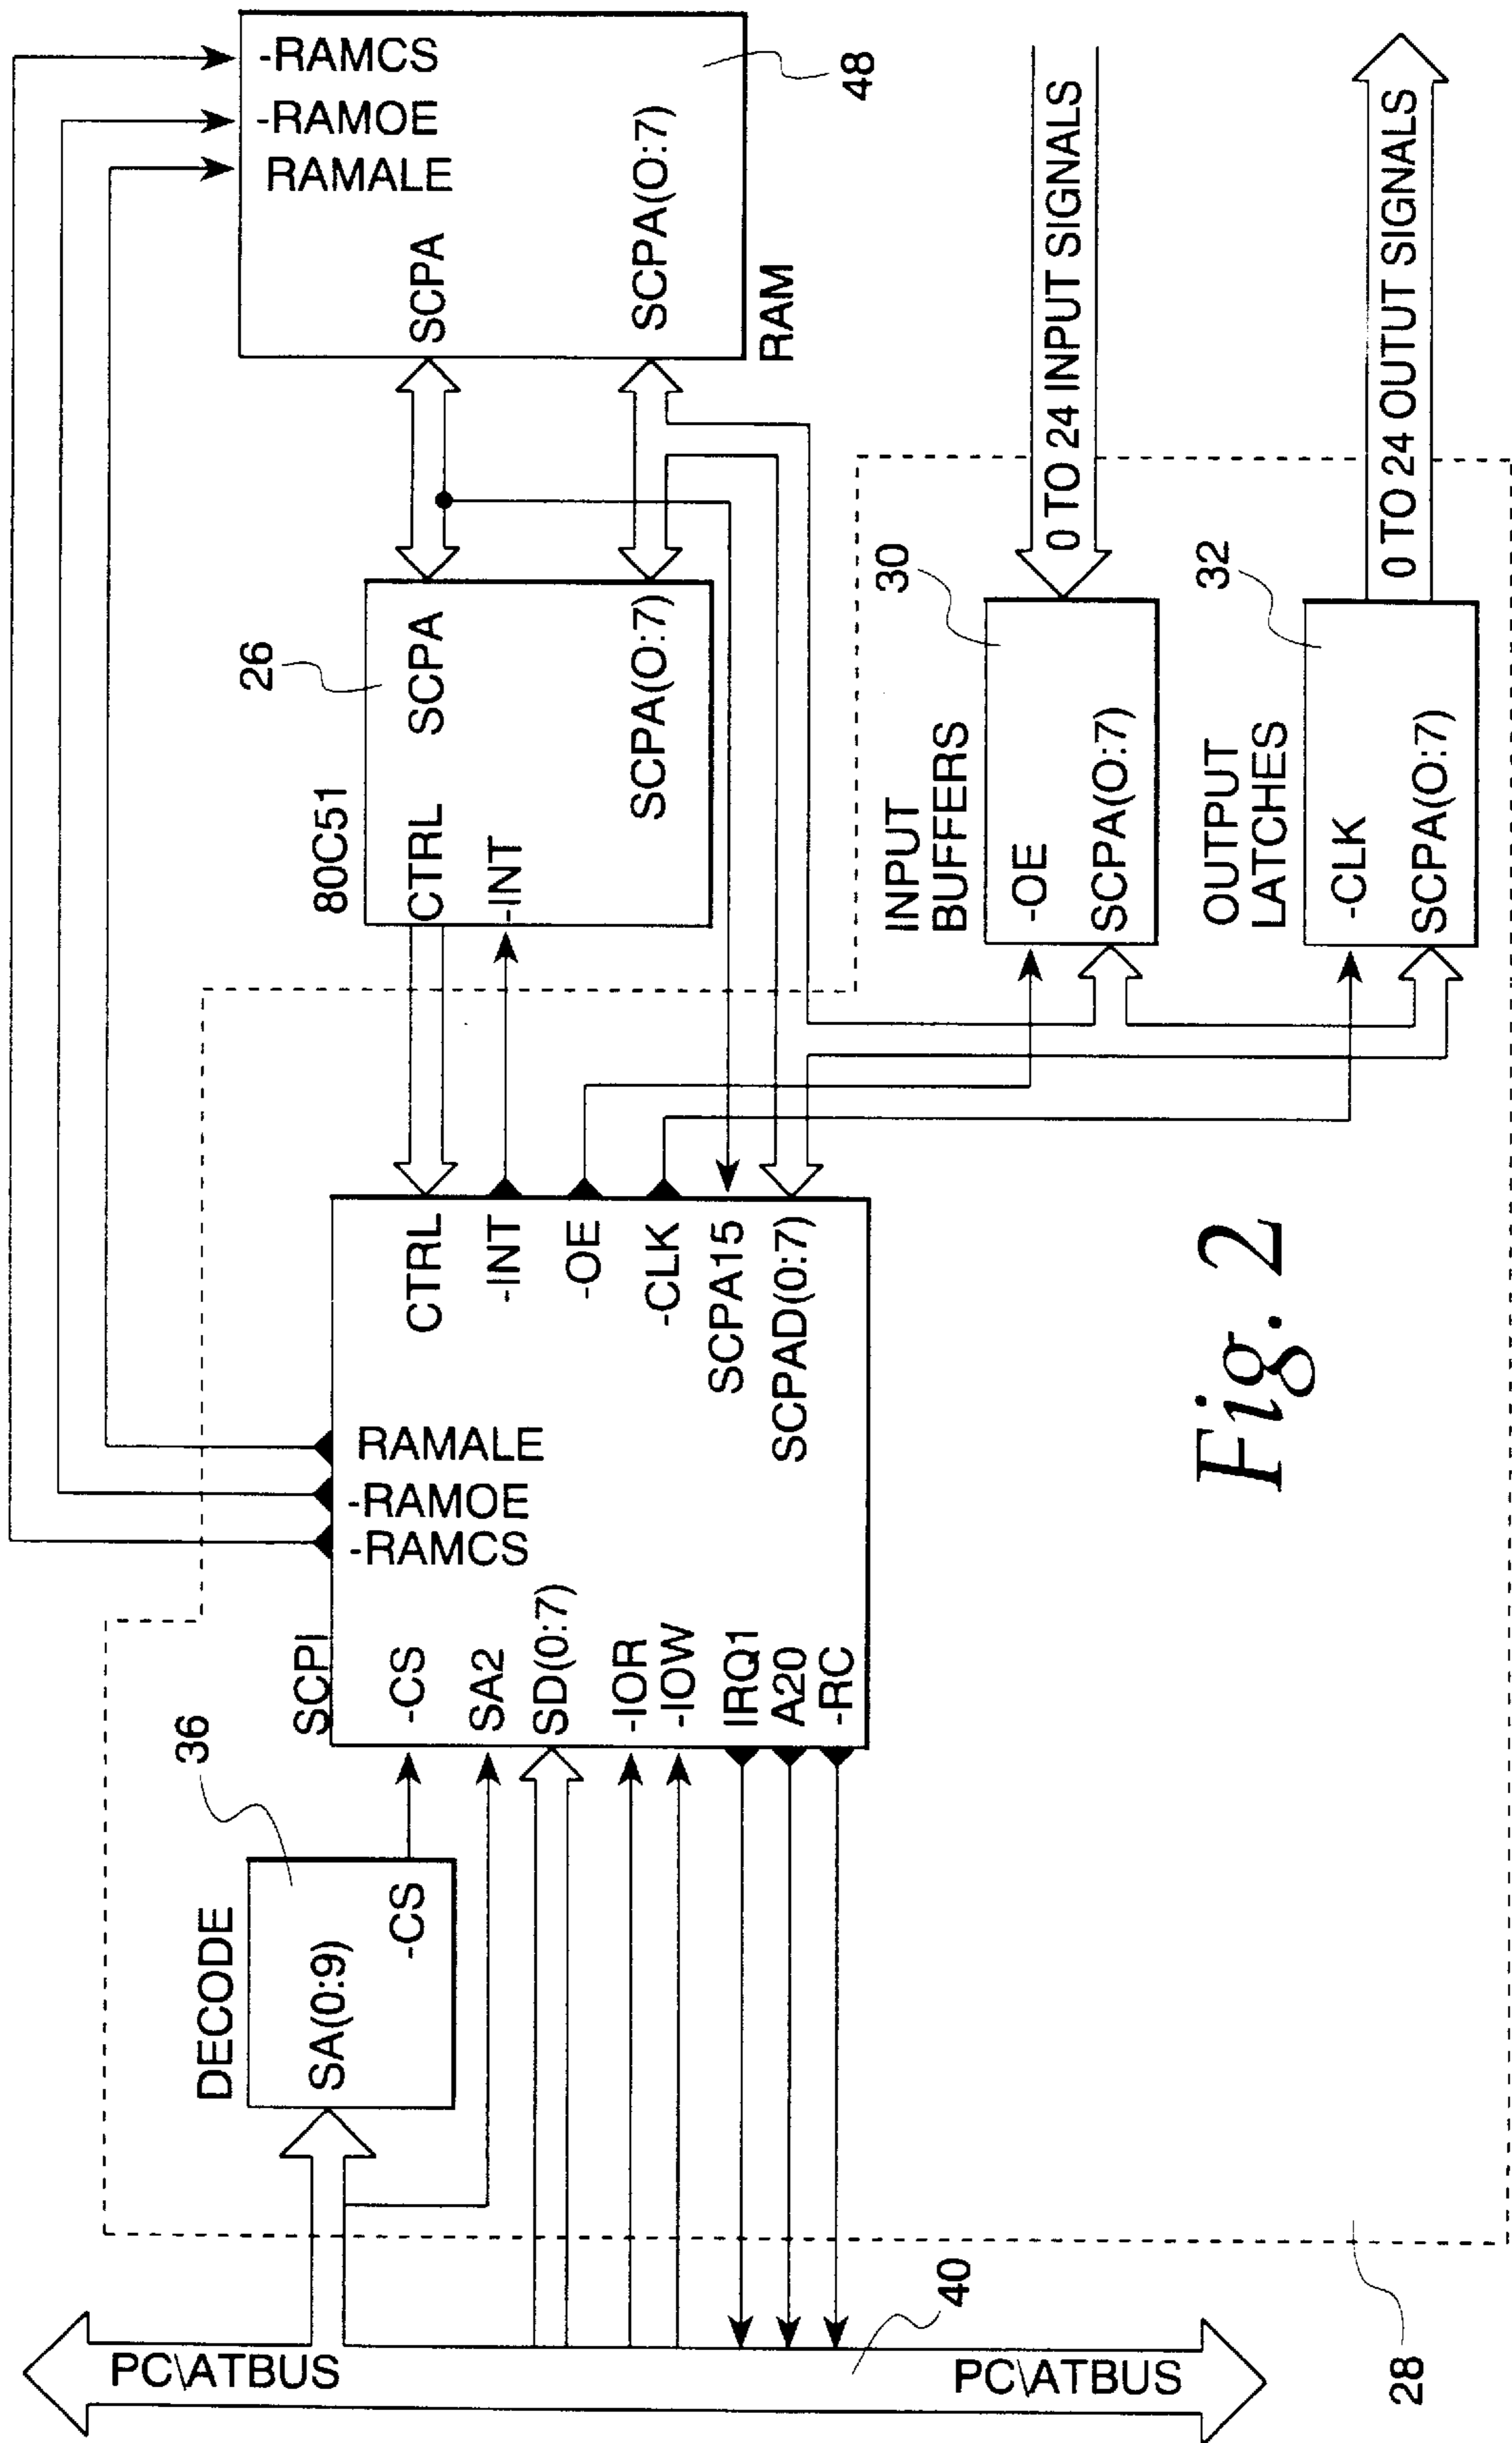 PC\ATBUS
PC\ATBUS
40
28
DECODE
36
SA(0:9)
-CS
SCPI
-CS
SA2
SD(0:7)
-IOR
-IOW
IRQ1
A20
-RC
RAMALE
-RAMOE
-RAMCS
CTRL
-INT
-OE
-CLK
SCPA15
SCPAD(0:7)
80C51
26
CTRL
SCPA
-INT
SCPA(O:7)
-RAMCS
-RAMOE
RAMALE
SCPA
SCPA(O:7)
RAM
48
INPUT
BUFFERS
30
-OE
SCPA(O:7)
0 TO 24 INPUT SIGNALS
OUTPUT
LATCHES
32
-CLK
SCPA(O:7)
0 TO 24 OUTUT SIGNALS
Fig. 2